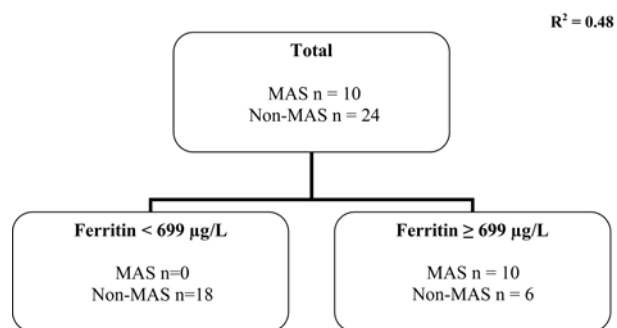 R² = 0.48
Total
MAS n = 10
Non-MAS n = 24
Ferritin < 699 µg/L
MAS n=0
Non-MAS n=18
Ferritin ≥ 699 µg/L
MAS n = 10
Non-MAS n = 6